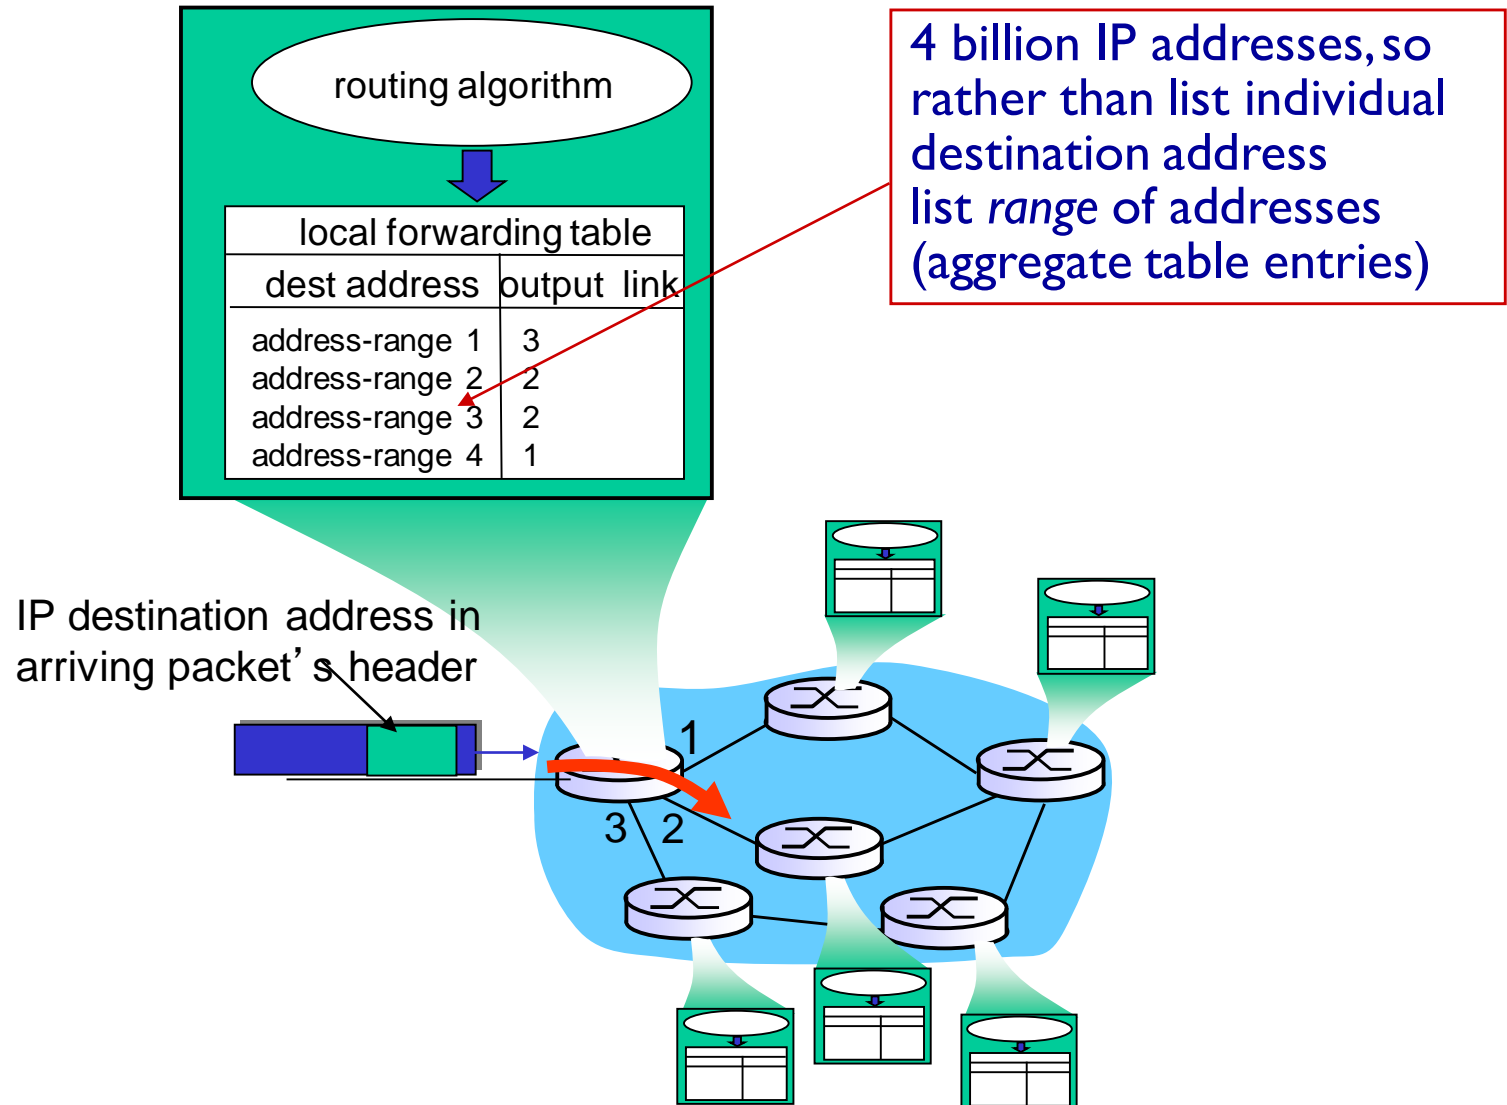 routing algorithm
local forwarding table
dest address output link
address-range 1 3
address-range 2 2
address-range 3 2
address-range 4 1
4 billion IP addresses, so
rather than list individual
destination address
list range of addresses
(aggregate table entries)
IP destination address in
arriving packet’s header
1
3 2